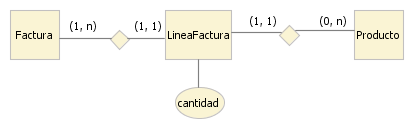 Factura
(1, n)
(1, 1)
LineaFactura
(1, 1)
(0, n)
Producto
cantidad